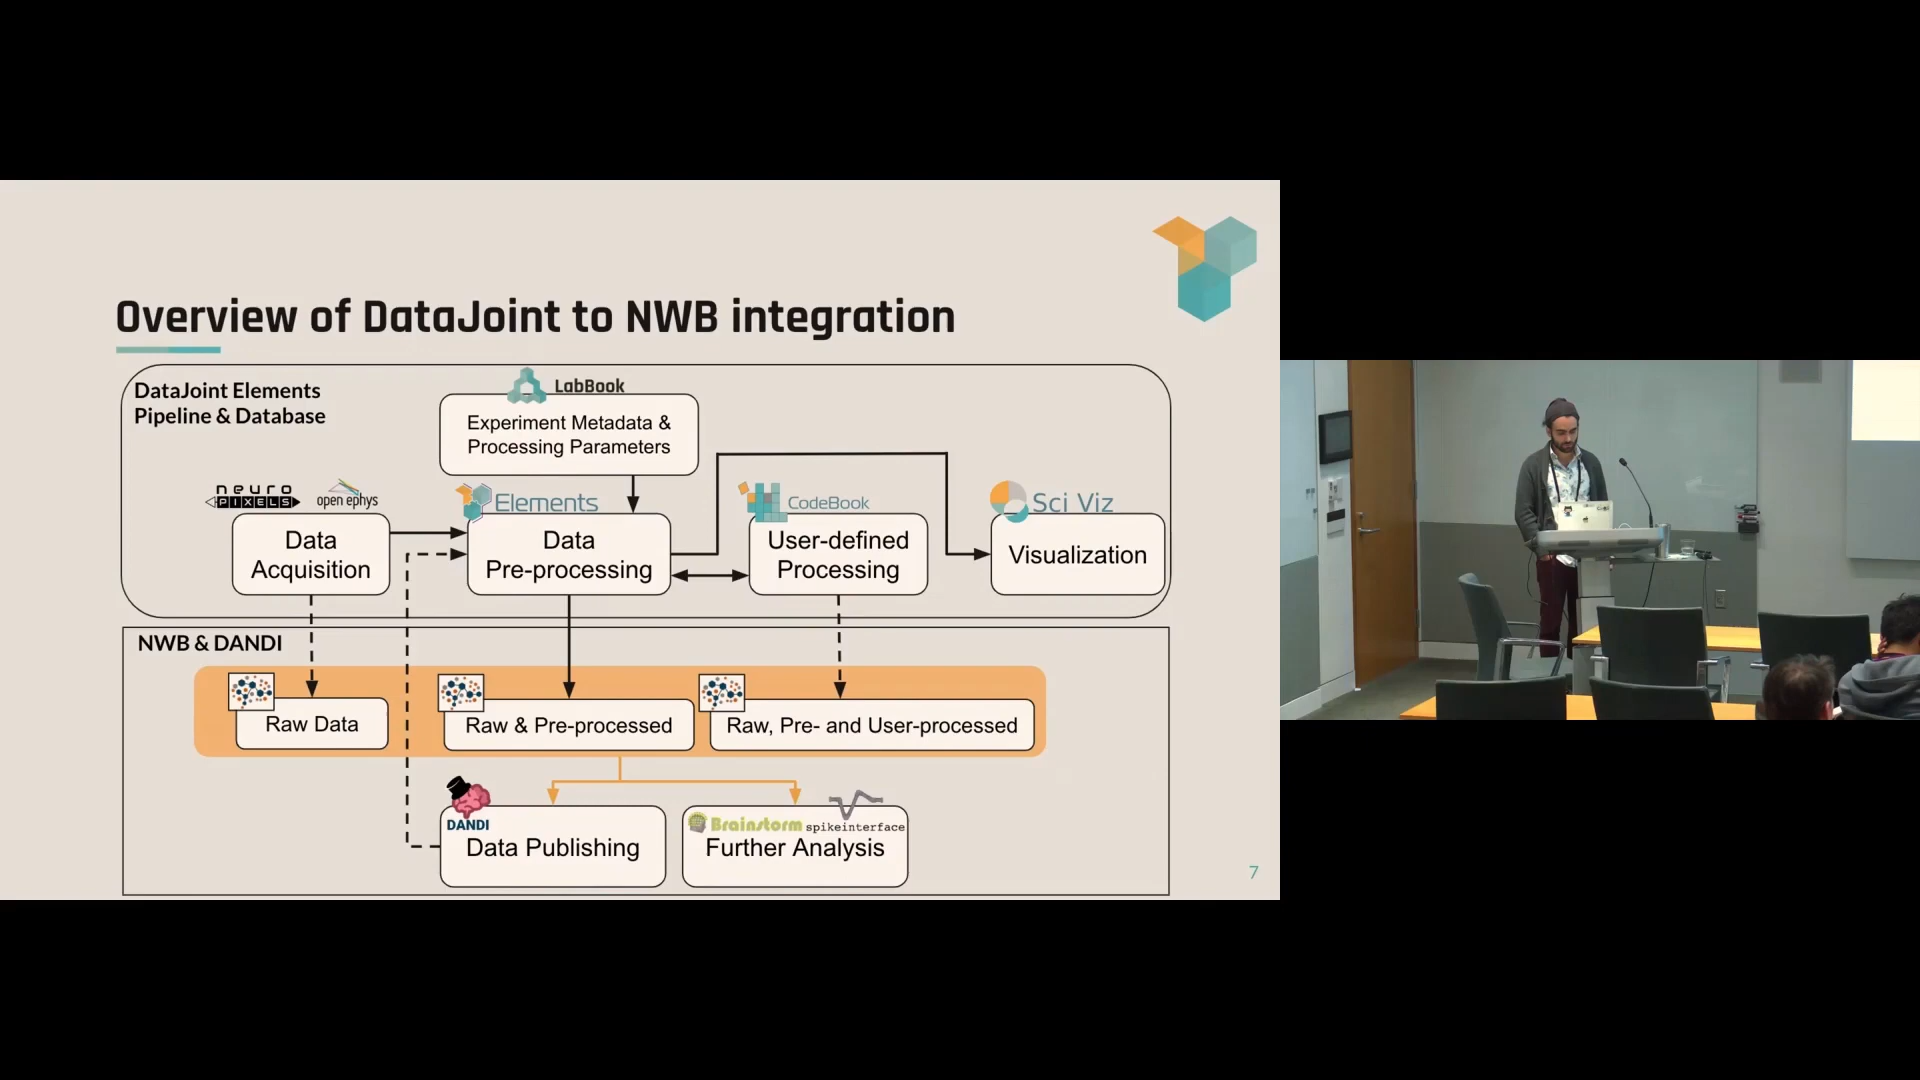 Overview of DataJoint to NWB integration
DataJoint Elements
Pipeline & Database
LabBook
Experiment Metadata &
Processing Parameters
neuro
PIXELS
open ephys
Elements
CodeBook
Sci Viz
Data
Acquisition
Data
Pre-processing
User-defined
Processing
Visualization
NWB & DANDI
Raw Data
Raw & Pre-processed
Raw, Pre- and User-processed
DANDI
Data Publishing
Brainstorm
spikeinterface
Further Analysis
7